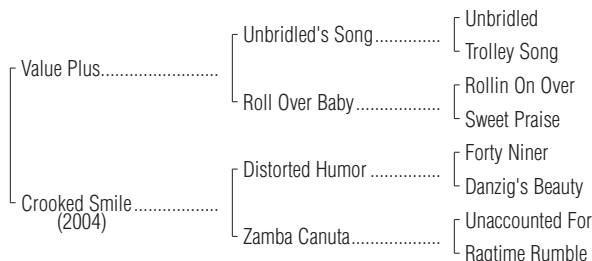 Unbridled
Unbridled's Song...............
Trolley Song
Value Plus..........................
Rollin On Over
Roll Over Baby...................
Sweet Praise
Forty Niner
Distorted Humor ...............
Danzig's Beauty
Crooked Smile...................
(2004)
Unaccounted For
Zamba Canuta....................
Ragtime Rumble